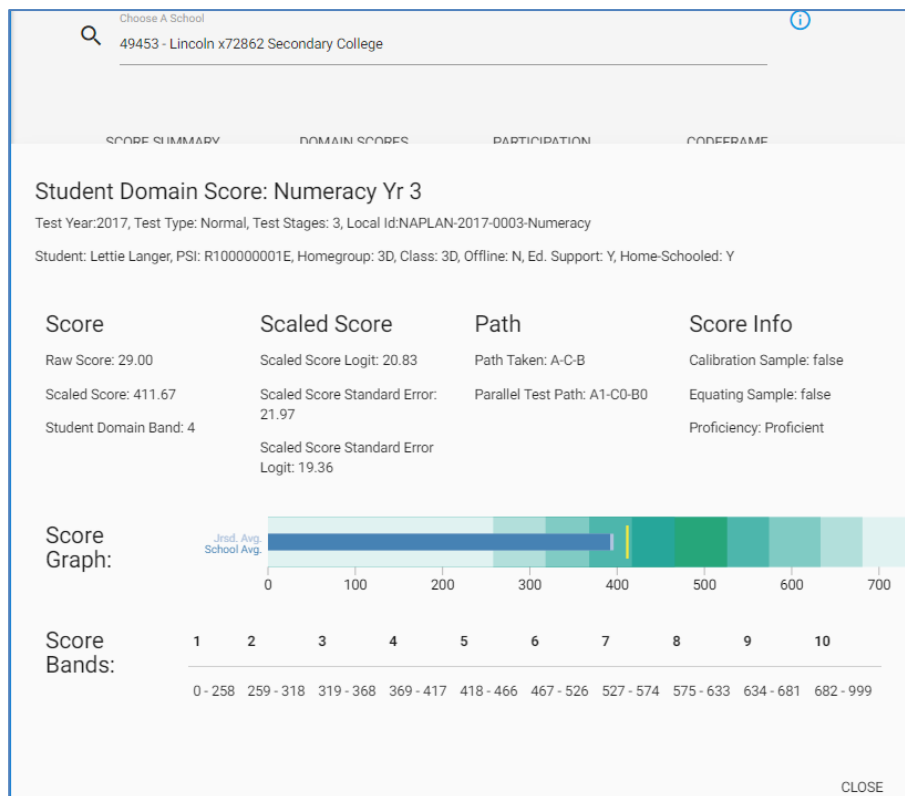 Choose A School
49453 - Lincoln x72862 Secondary College
SCORE SUMMARY DOMAIN SCORES PARTICIPATION CODEFRAME
Student Domain Score: Numeracy Yr 3
Test Year:2017, Test Type: Normal, Test Stages: 3, Local Id:NAPLAN-2017-0003-Numeracy
Student: Lettie Langer, PSI: R100000001E, Homegroup: 3D, Class: 3D, Offline: N, Ed. Support: Y, Home-Schooled: Y
Score
Raw Score: 29.00
Scaled Score: 411.67
Student Domain Band: 4
Scaled Score
Scaled Score Logit: 20.83
Scaled Score Standard Error:
21.97
Scaled Score Standard Error
Logit: 19.36
Path
Path Taken: A-C-B
Parallel Test Path: A1-C0-B0
Score Info
Calibration Sample: false
Equating Sample: false
Proficiency: Proficient
Score
Graph:
Jrsd. Avg.
School Avg.
0 100 200 300 400 500 600 700
Score
Bands:
1 2 3 4 5 6 7 8 9 10
0 - 258 259 - 318 319 - 368 369 - 417 418 - 466 467 - 526 527 - 574 575 - 633 634 - 681 682 - 999
CLOSE